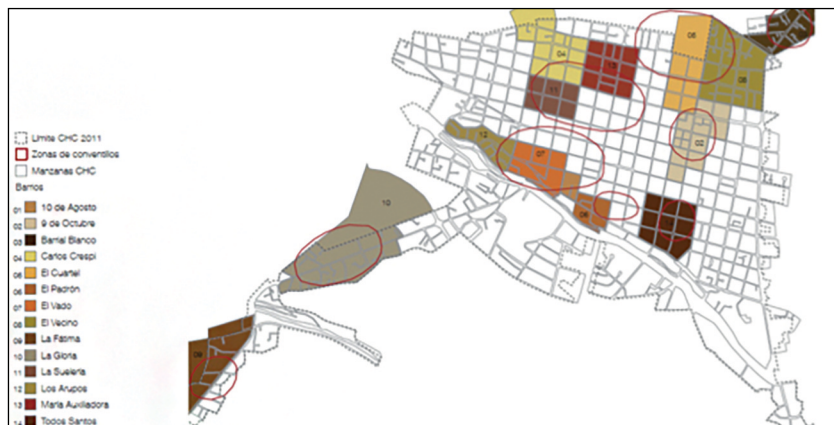 Límite CHC 2011
Zonas de conventillos
Manzanas CHC
Barrios
01 10 de Agosto
02 9 de Octubre
03 Barrial Blanco
04 Carlos Crespi
05 El Cuartel
06 El Padrón
07 El Vado
08 El Vecino
09 La Fátima
10 La Gloria
11 La Suelería
12 Los Arupos
13 María Auxiliadora
14 Todos Santos
04
13
11
08
02
12
07
06
10
09